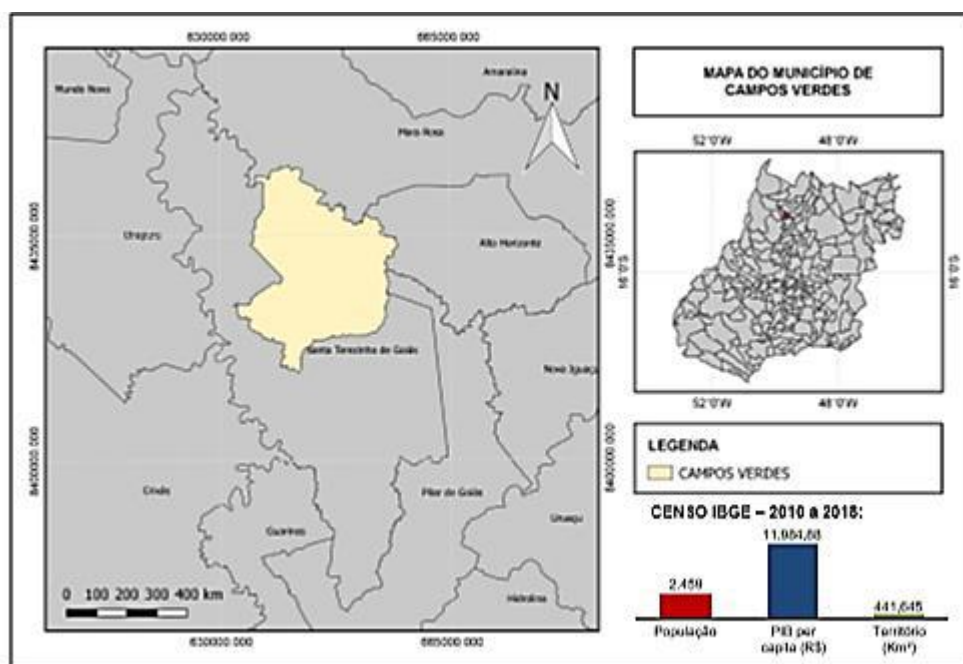 630000.000
665000.000
Mundo Novo
Amaralina
N
Mara Rosa
Uruaçu
Alto Horizonte
8435000.000
8435000.000
Santa Terezinha de Goiás
Nova Iguaçu
8400000.000
8400000.000
Crixás
Pilar de Goiás
Guarinos
Uruaçu
Hidrolina
0 100 200 300 400 km
630000.000
665000.000
MAPA DO MUNICÍPIO DE
CAMPOS VERDES
52°0'W
48°0'W
16°0'S
16°0'S
52°0'W
48°0'W
LEGENDA
CAMPOS VERDES
CENSO IBGE – 2010 a 2018:
11.984,88
2.459
441,645
População
PIB per
capita (R$)
Território
(Km²)